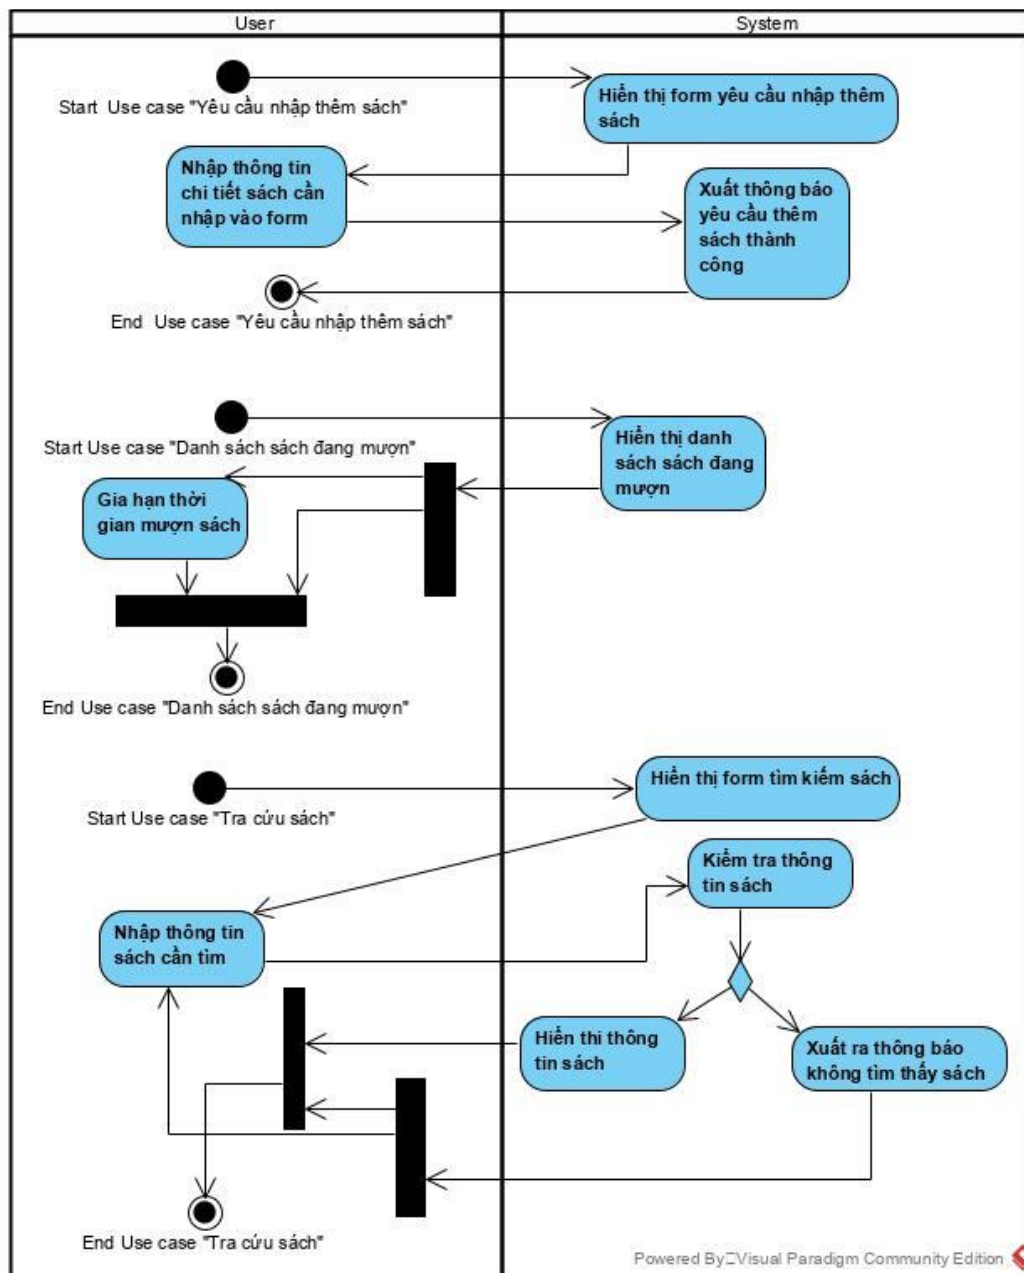 User
System
Start Use case "Yêu cầu nhập thêm sách"
Hiển thị form yêu cầu nhập thêm
sách
Nhập thông tin
chi tiết sách cần
nhập vào form
Xuất thông báo
yêu cầu thêm
sách thành
công
End Use case "Yêu cầu nhập thêm sách"
Start Use case "Danh sách sách đang mượn"
Hiển thị danh
sách sách đang
mượn
Gia hạn thời
gian mượn sách
End Use case "Danh sách sách đang mượn"
Hiển thị form tìm kiếm sách
Start Use case "Tra cứu sách"
Kiểm tra thông
tin sách
Nhập thông tin
sách cần tìm
Hiển thi thông
tin sách
Xuất ra thông báo
không tìm thấy sách
End Use case "Tra cứu sách"
Powered By Visual Paradigm Community Edition